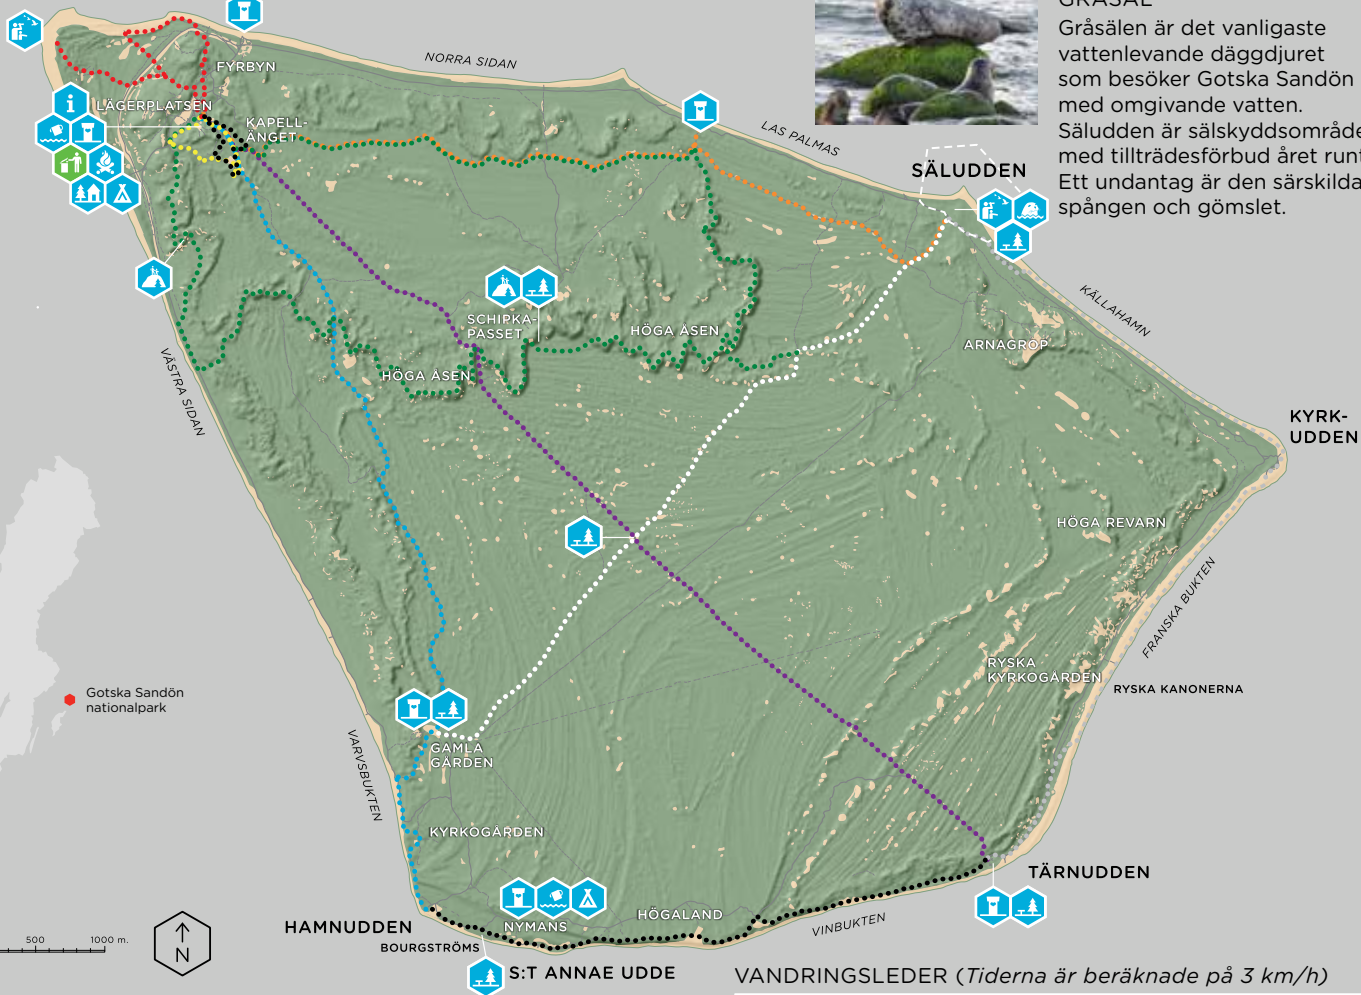 GRÅSÄL
Gråsälen är det vanligaste
vattenlevande däggdjuret
som besöker Gotska Sandön
med omgivande vatten.
Säludden är sälskyddsområde
med tillträdesförbud året runt
Ett undantag är den särskilda
spången och gömslet.
NORRA SIDAN
FYRBYN
LÄGERPLATSEN
KAPELL-
ÄNGET
LAS PALMAS
SÄLUDDEN
KÄLLAHAMN
SCHIPKA-
PASSET
HÖGA ÅSEN
ARNAGROP
HÖGA ÅSEN
VÄSTRA SIDAN
KYRK-
UDDEN
HÖGA REVARN
FRANSKA BUKTEN
RYSKA
KYRKOGÅRDEN
RYSKA KANONERNA
Gotska Sandön
nationalpark
GAMLA
GÅRDEN
VARVSBUKTEN
KYRKOGÅRDEN
TÄRNUDDEN
HAMNUDDEN
BOURGSTRÖMS
NYMANS
HÖGALAND
VINBUKTEN
500 1000 m.
N
S:T ANNAE UDDE
VANDRINGSLEDER (Tiderna är beräknade på 3 km/h)